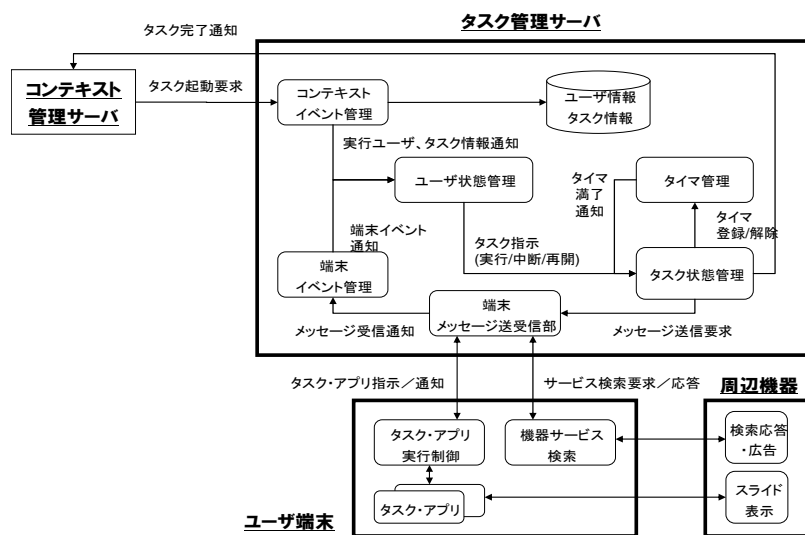 タスク管理サーバ
タスク完了通知
コンテキスト
管理サーバ
タスク起動要求
コンテキスト
イベント管理
ユーザ情報
タスク情報
実行ユーザ、タスク情報通知
ユーザ状態管理
タイマ
満了
通知
タイマ管理
端末イベント
通知
タスク指示
(実行/中断/再開)
タイマ
登録/解除
端末
イベント管理
タスク状態管理
端末
メッセージ送受信部
メッセージ受信通知
メッセージ送信要求
タスク・アプリ指示／通知
サービス検索要求／応答
周辺機器
タスク・アプリ
実行制御
機器サービス
検索
検索応答
・広告
タスク・アプリ
スライド
表示
ユーザ端末